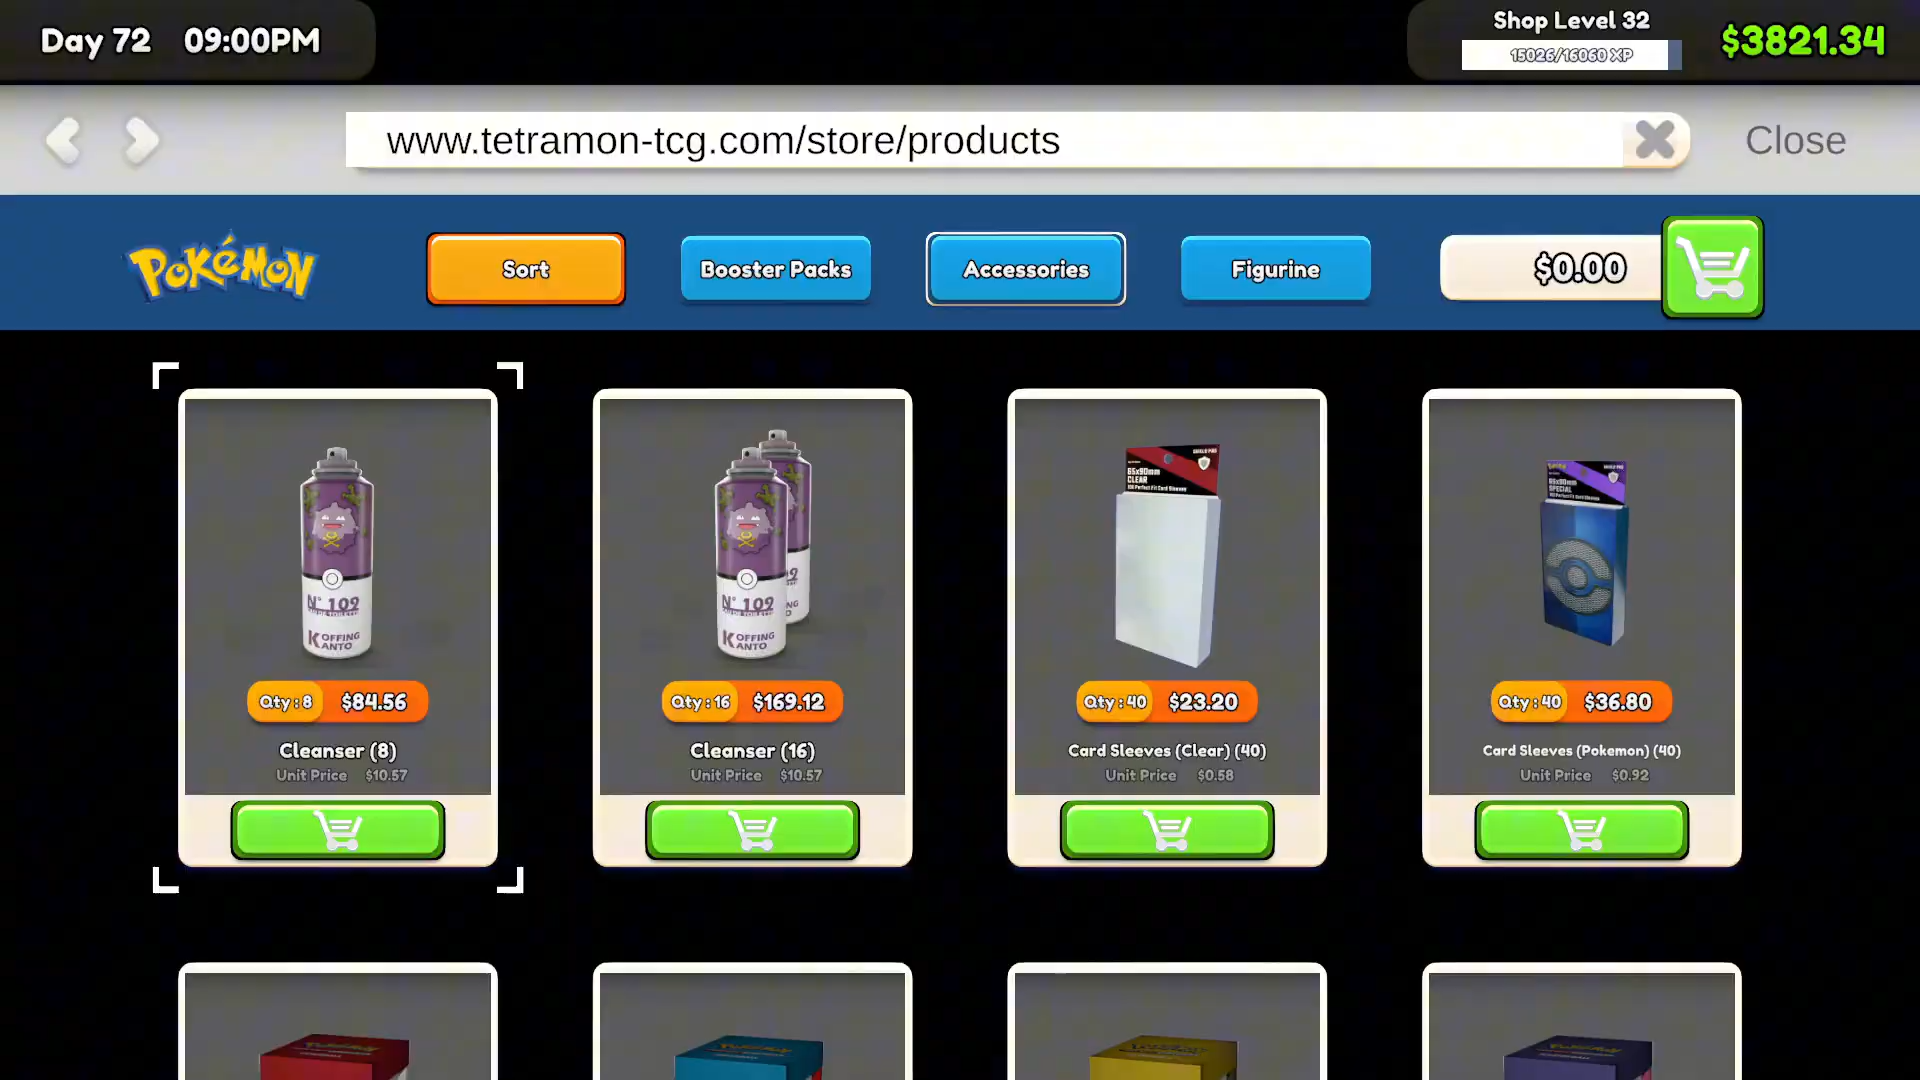 Day 72 09:00PM
Shop Level 32
15026/16060 XP
$3821.34
www.tetramon-tcg.com/store/products
Close
POKéMON
Sort
Booster Packs
Accessories
Figurine
$0.00
N° 109
KOFFING
KANTO
Qty: 8 $84.56
Cleanser (8)
Unit Price $10.57
N° 109
KOFFING
KANTO
Qty: 16 $169.12
Cleanser (16)
Unit Price $10.57
65x90mm
CLEAR
Qty: 40 $23.20
Card Sleeves (Clear) (40)
Unit Price $0.58
65x90mm
SPECIAL
Qty: 40 $36.80
Card Sleeves (Pokemon) (40)
Unit Price $0.92